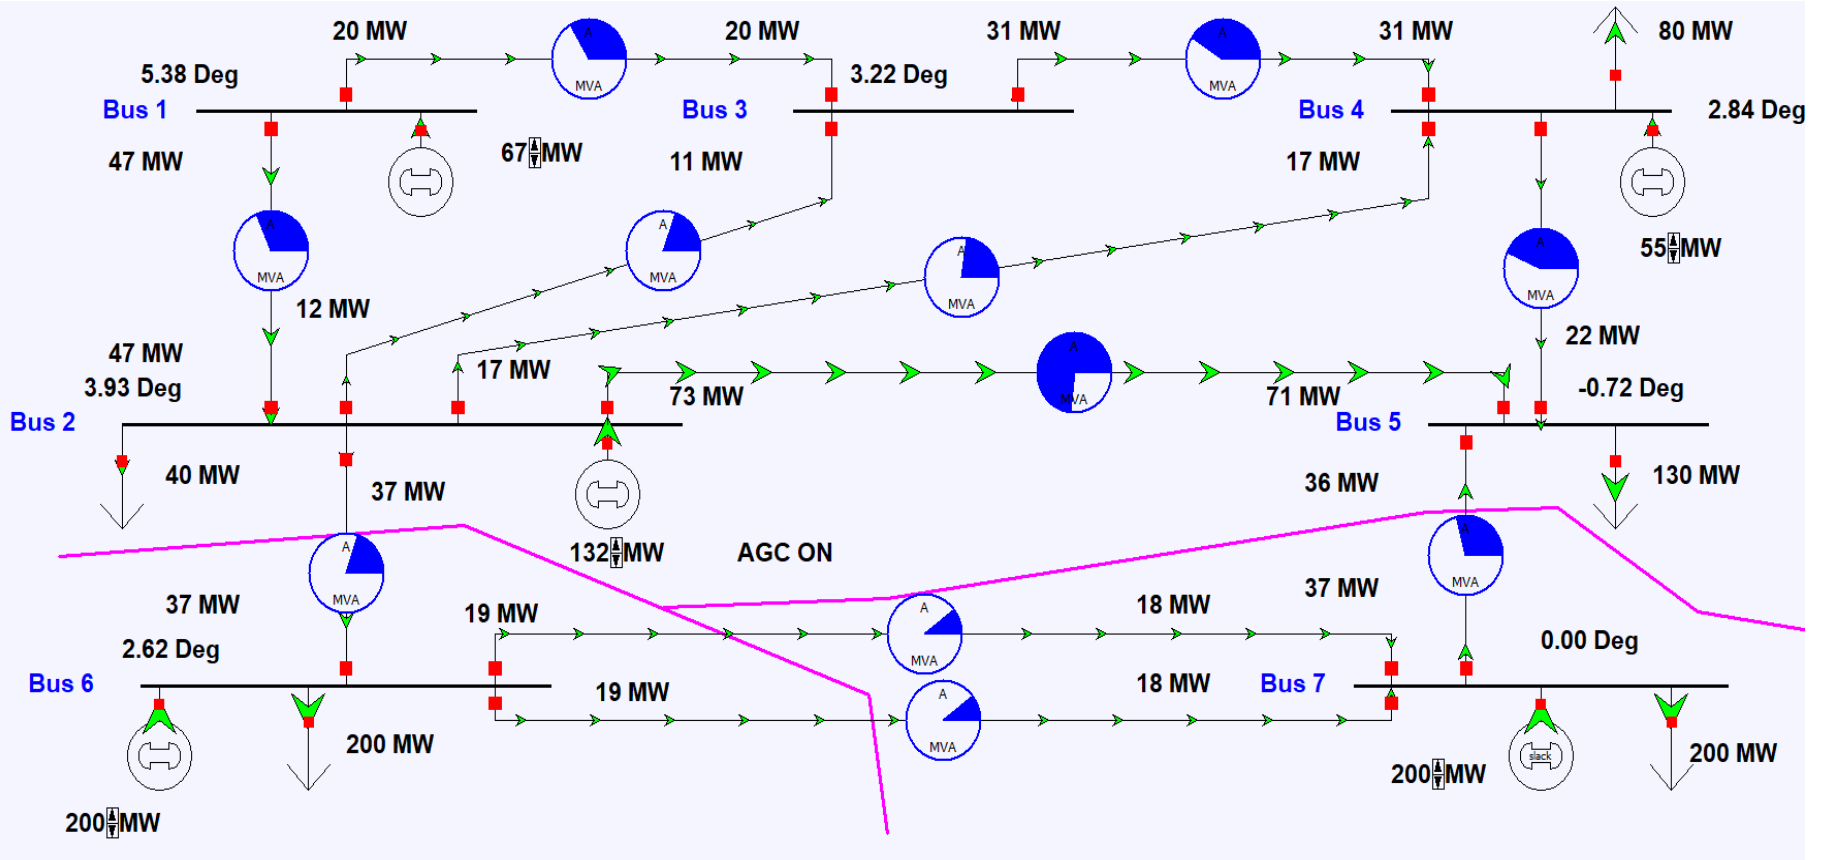 20 MW
A
MVA
20 MW
31 MW
A
MVA
31 MW
80 MW
5.38 Deg
3.22 Deg
Bus 1
Bus 3
Bus 4
2.84 Deg
47 MW
67 MW
11 MW
17 MW
A
MVA
A
MVA
A
MVA
A
MVA
55 MW
12 MW
22 MW
47 MW
3.93 Deg
17 MW
73 MW
A
MVA
71 MW
-0.72 Deg
Bus 2
Bus 5
40 MW
37 MW
36 MW
130 MW
132 MW
AGC ON
A
MVA
A
MVA
37 MW
19 MW
A
MVA
18 MW
37 MW
2.62 Deg
0.00 Deg
Bus 6
19 MW
A
MVA
18 MW
Bus 7
200 MW
200 MW
slack
200 MW
200 MW